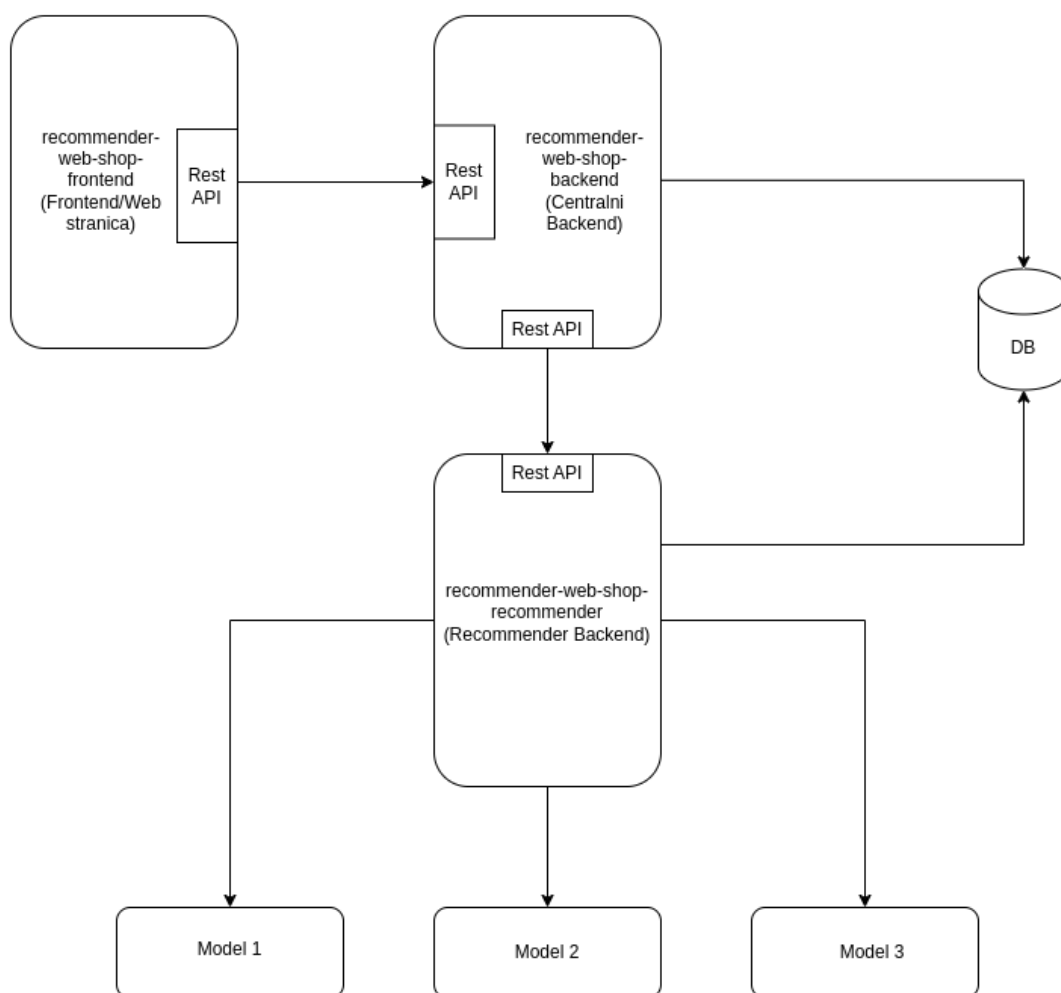 recommender-
web-shop-
frontend
(Frontend/Web
stranica)
Rest
API
Rest
API
recommender-
web-shop-
backend
(Centralni
Backend)
Rest API
DB
Rest API
recommender-web-shop-
recommender
(Recommender Backend)
Model 1
Model 2
Model 3